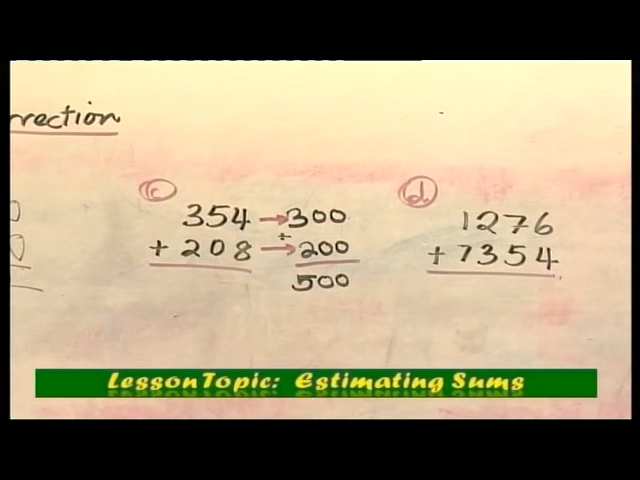 rrection
c
354 → 300
+ 208 → + 200
500
d
1276
+ 7354
Lesson Topic: Estimating Sums